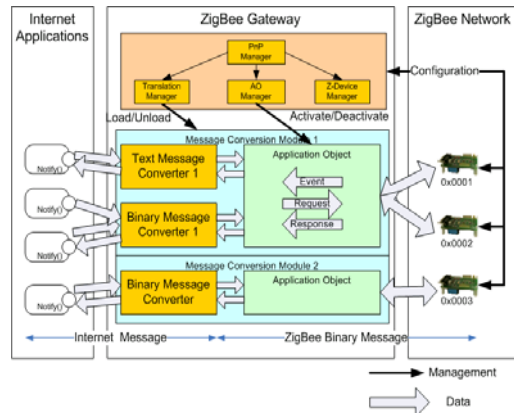 Internet
Applications
ZigBee Gateway
ZigBee Network
PnP
Manager
Translation
Manager
AO
Manager
Z-Device
Manager
Configuration
Load/Unload
Activate/Deactivate
Message Conversion Module 1
Text Message
Converter 1
Application Object
Event
Request
Response
Binary Message
Converter 1
Notify()
Notify()
Notify()
0x0001
0x0002
Message Conversion Module 2
Binary Message
Converter
Application Object
Notify()
0x0003
Internet Message
ZigBee Binary Message
Management
Data